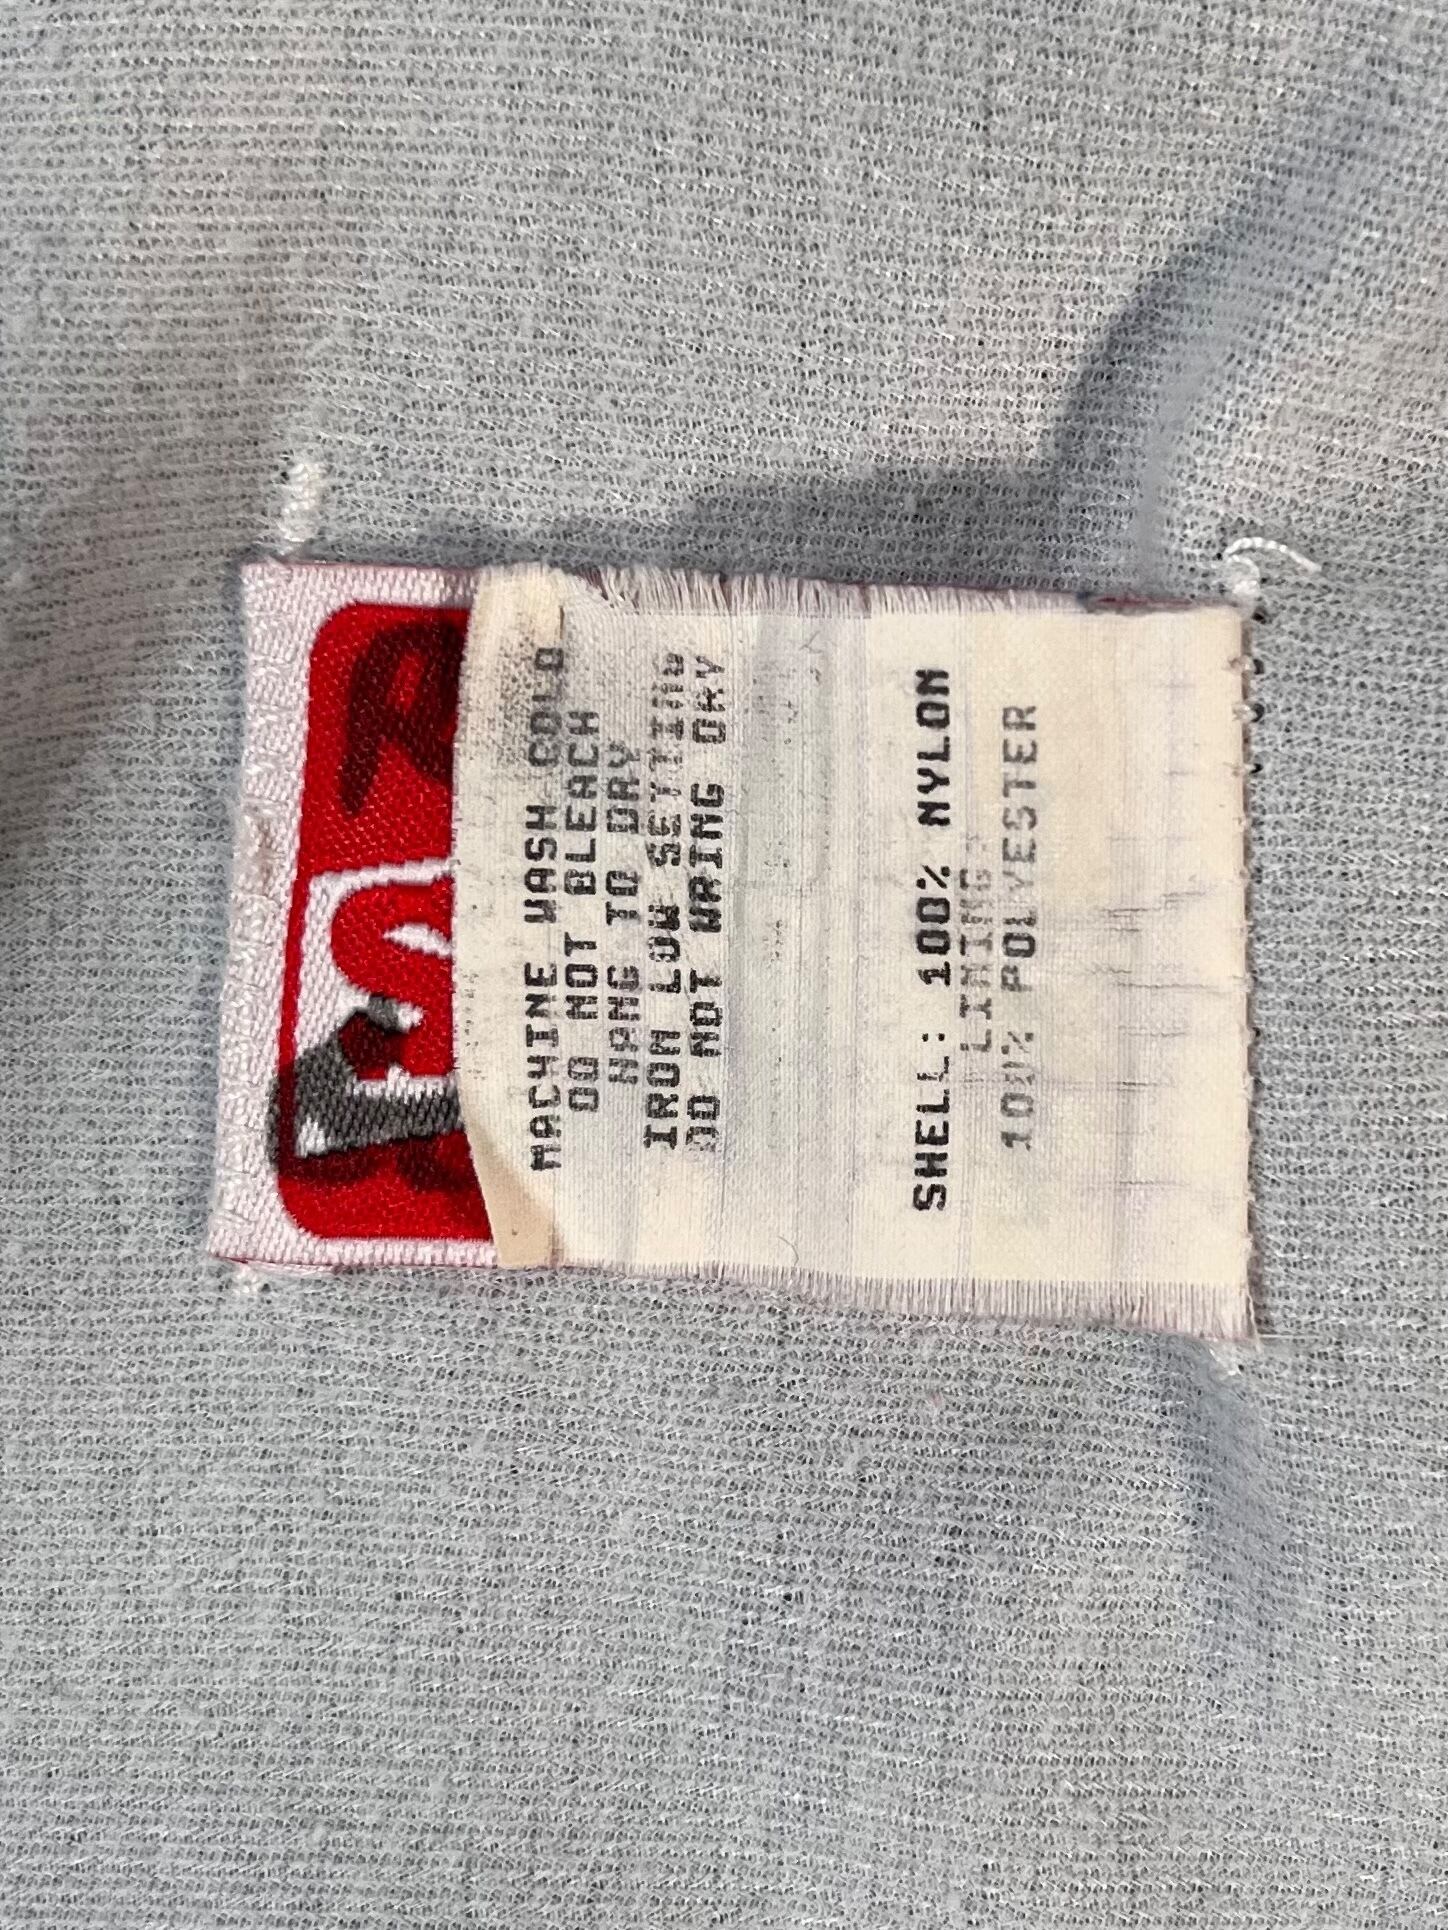 MACHINE WASH COLD
DO NOT BLEACH
HANG TO DRY
IRON LOW SETTING
DO NOT WRING DRY
SHELL: 100% NYLON
LINING:
100% POLYESTER